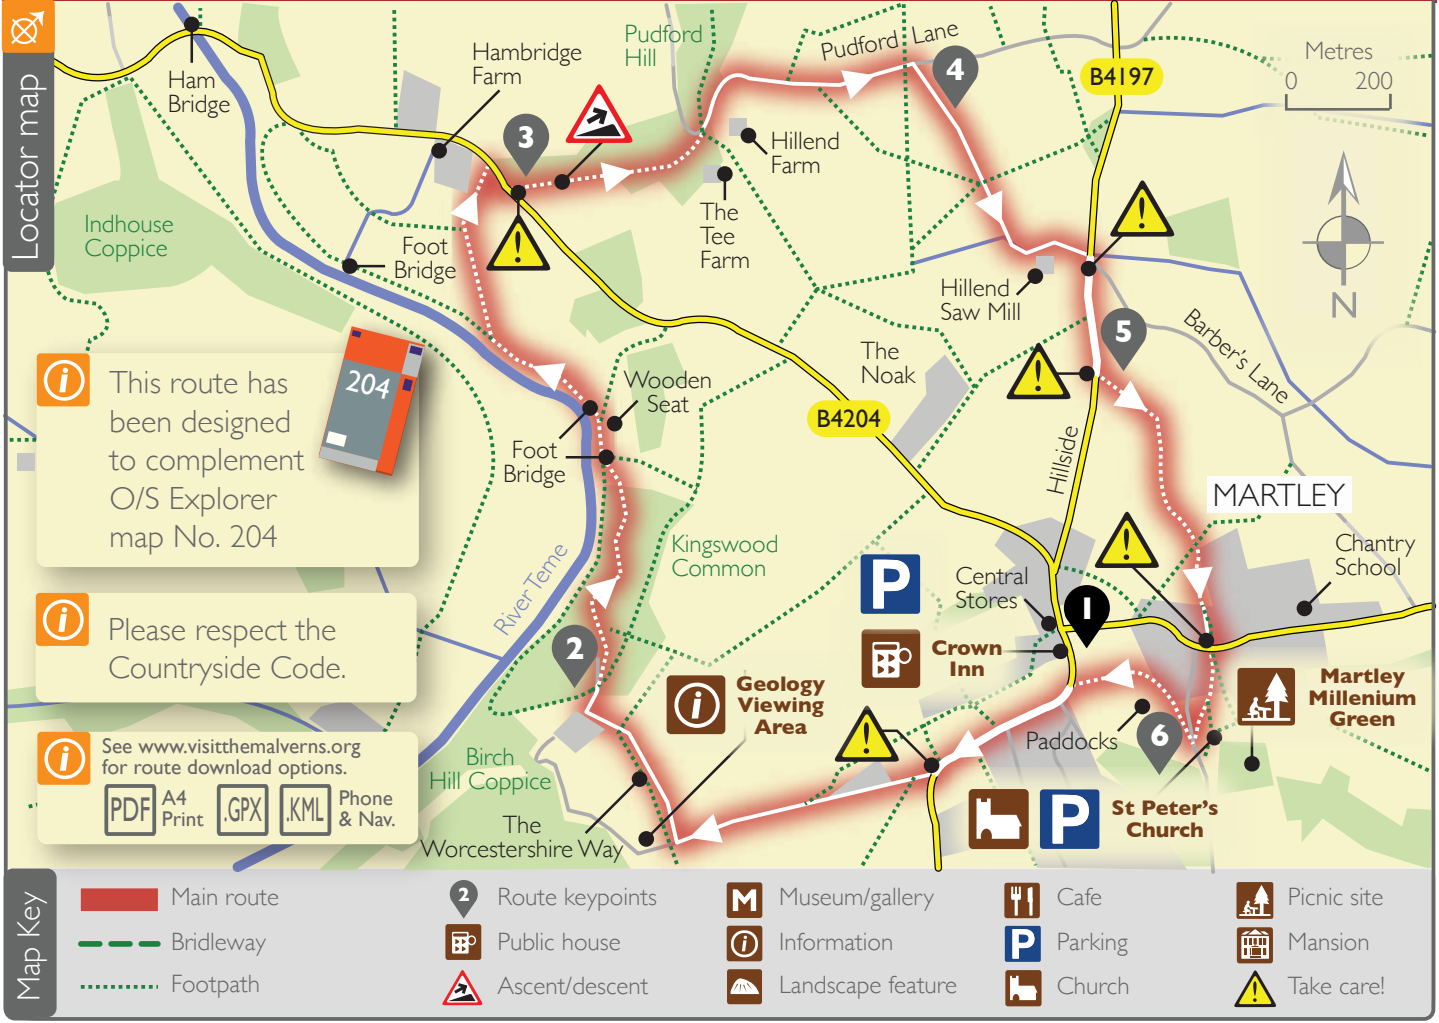 Locator map
Ham
Bridge
Hambridge
Farm
Pudford
Hill
Pudford Lane
B4197
Metres
0 200
3
4
Hillend
Farm
The
Tee
Farm
Indhouse
Coppice
Foot
Bridge
Hillend
Saw Mill
N
5
Barber's Lane
This route has
been designed
to complement
O/S Explorer
map No. 204
204
Wooden
Seat
The
Noak
B4204
Foot
Bridge
Hillside
MARTLEY
Kingswood
Common
River Teme
Chantry
School
P
Central
Stores
1
Please respect the
Countryside Code.
2
Crown
Inn
Geology
Viewing
Area
Martley
Millenium
Green
Paddocks
6
See www.visitthemalverns.org
for route download options.
PDF
A4
Print
.GPX
.KML
Phone
& Nav.
Birch
Hill Coppice
The
Worcestershire Way
P
St Peter's
Church
Map Key
Main route
Bridleway
Footpath
2 Route keypoints
Public house
Ascent/descent
M Museum/gallery
i Information
Landscape feature
Cafe
P Parking
Church
Picnic site
Mansion
Take care!